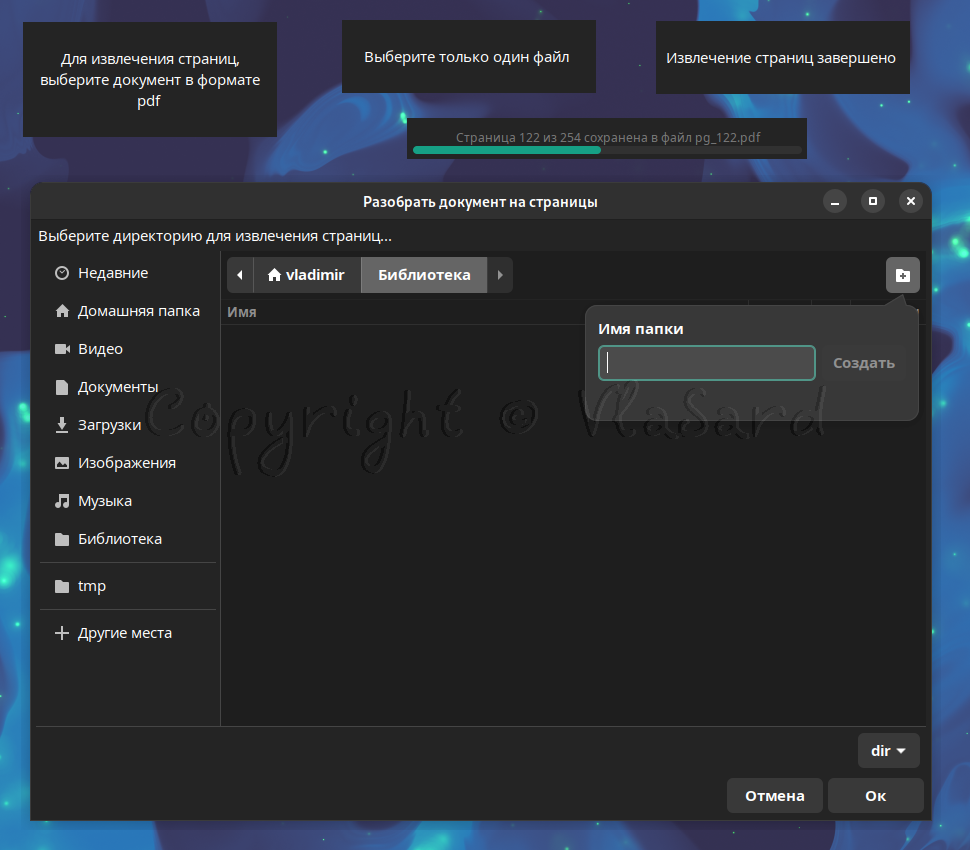 Для извлечения страниц,
выберите документ в формате
pdf
Выберите только один файл
Извлечение страниц завершено
Страница 122 из 254 сохранена в файл pg_122.pdf
Разобрать документ на страницы
Выберите директорию для извлечения страниц...
Недавние
Домашняя папка
Видео
Документы
Загрузки
Изображения
Музыка
Библиотека
tmp
Другие места
vladimir
Библиотека
Имя
Имя папки
Создать
Copyright © VlaSard
dir
Отмена
Ок